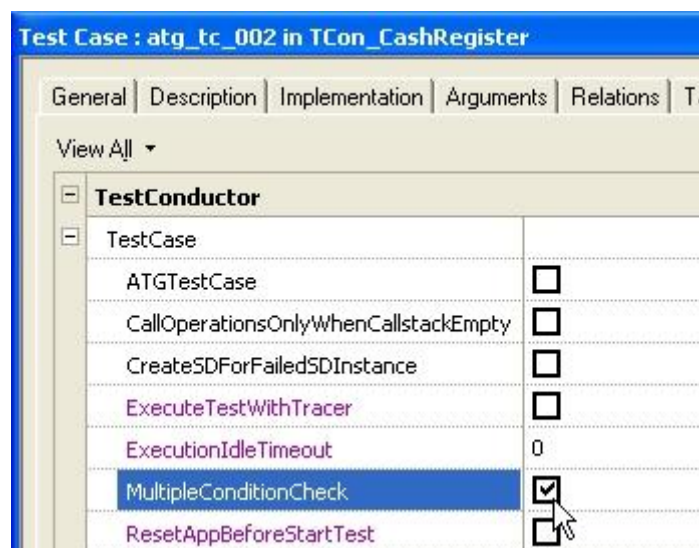 Test Case : atg_tc_002 in TCon_CashRegister
General Description Implementation Arguments Relations T
View All
TestConductor
TestCase
ATGTestCase
CallOperationsOnlyWhenCallstackEmpty
CreateSDForFailedSDInstance
ExecuteTestWithTracer
ExecutionIdleTimeout 0
MultipleConditionCheck
ResetAppBeforeStartTest